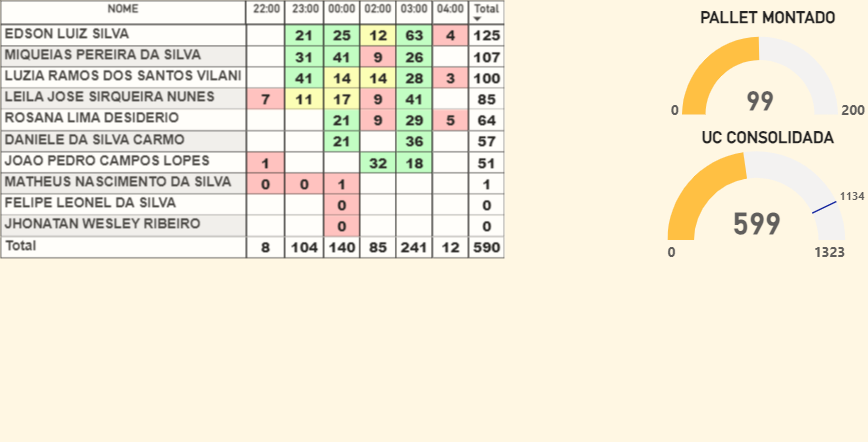 NOME 22:00 23:00 00:00 02:00 03:00 04:00 Total
EDSON LUIZ SILVA 21 25 12 63 4 125
MIQUEIAS PEREIRA DA SILVA 31 41 9 26 107
LUZIA RAMOS DOS SANTOS VILANI 41 14 14 28 3 100
LEILA JOSE SIRQUEIRA NUNES 7 11 17 9 41 85
ROSANA LIMA DESIDERIO 21 9 29 5 64
DANIELE DA SILVA CARMO 21 36 57
JOAO PEDRO CAMPOS LOPES 1 32 18 51
MATHEUS NASCIMENTO DA SILVA 0 0 1 1
FELIPE LEONEL DA SILVA 0 0
JHONATAN WESLEY RIBEIRO 0 0
Total 8 104 140 85 241 12 590
PALLET MONTADO
99
0 200
UC CONSOLIDADA
1134
599
0 1323